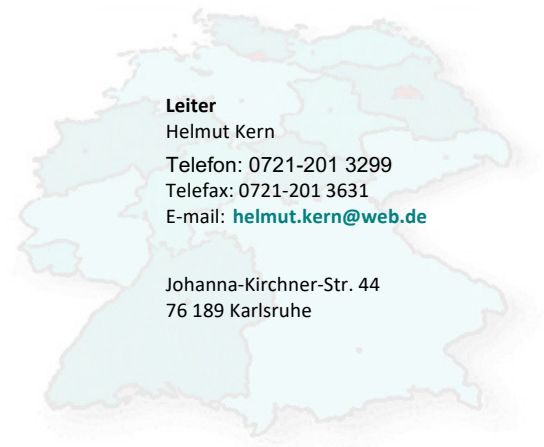 Leiter
Helmut Kern
Telefon: 0721-201 3299
Telefax: 0721-201 3631
E-mail: helmut.kern@web.de
Johanna-Kirchner-Str. 44
76 189 Karlsruhe